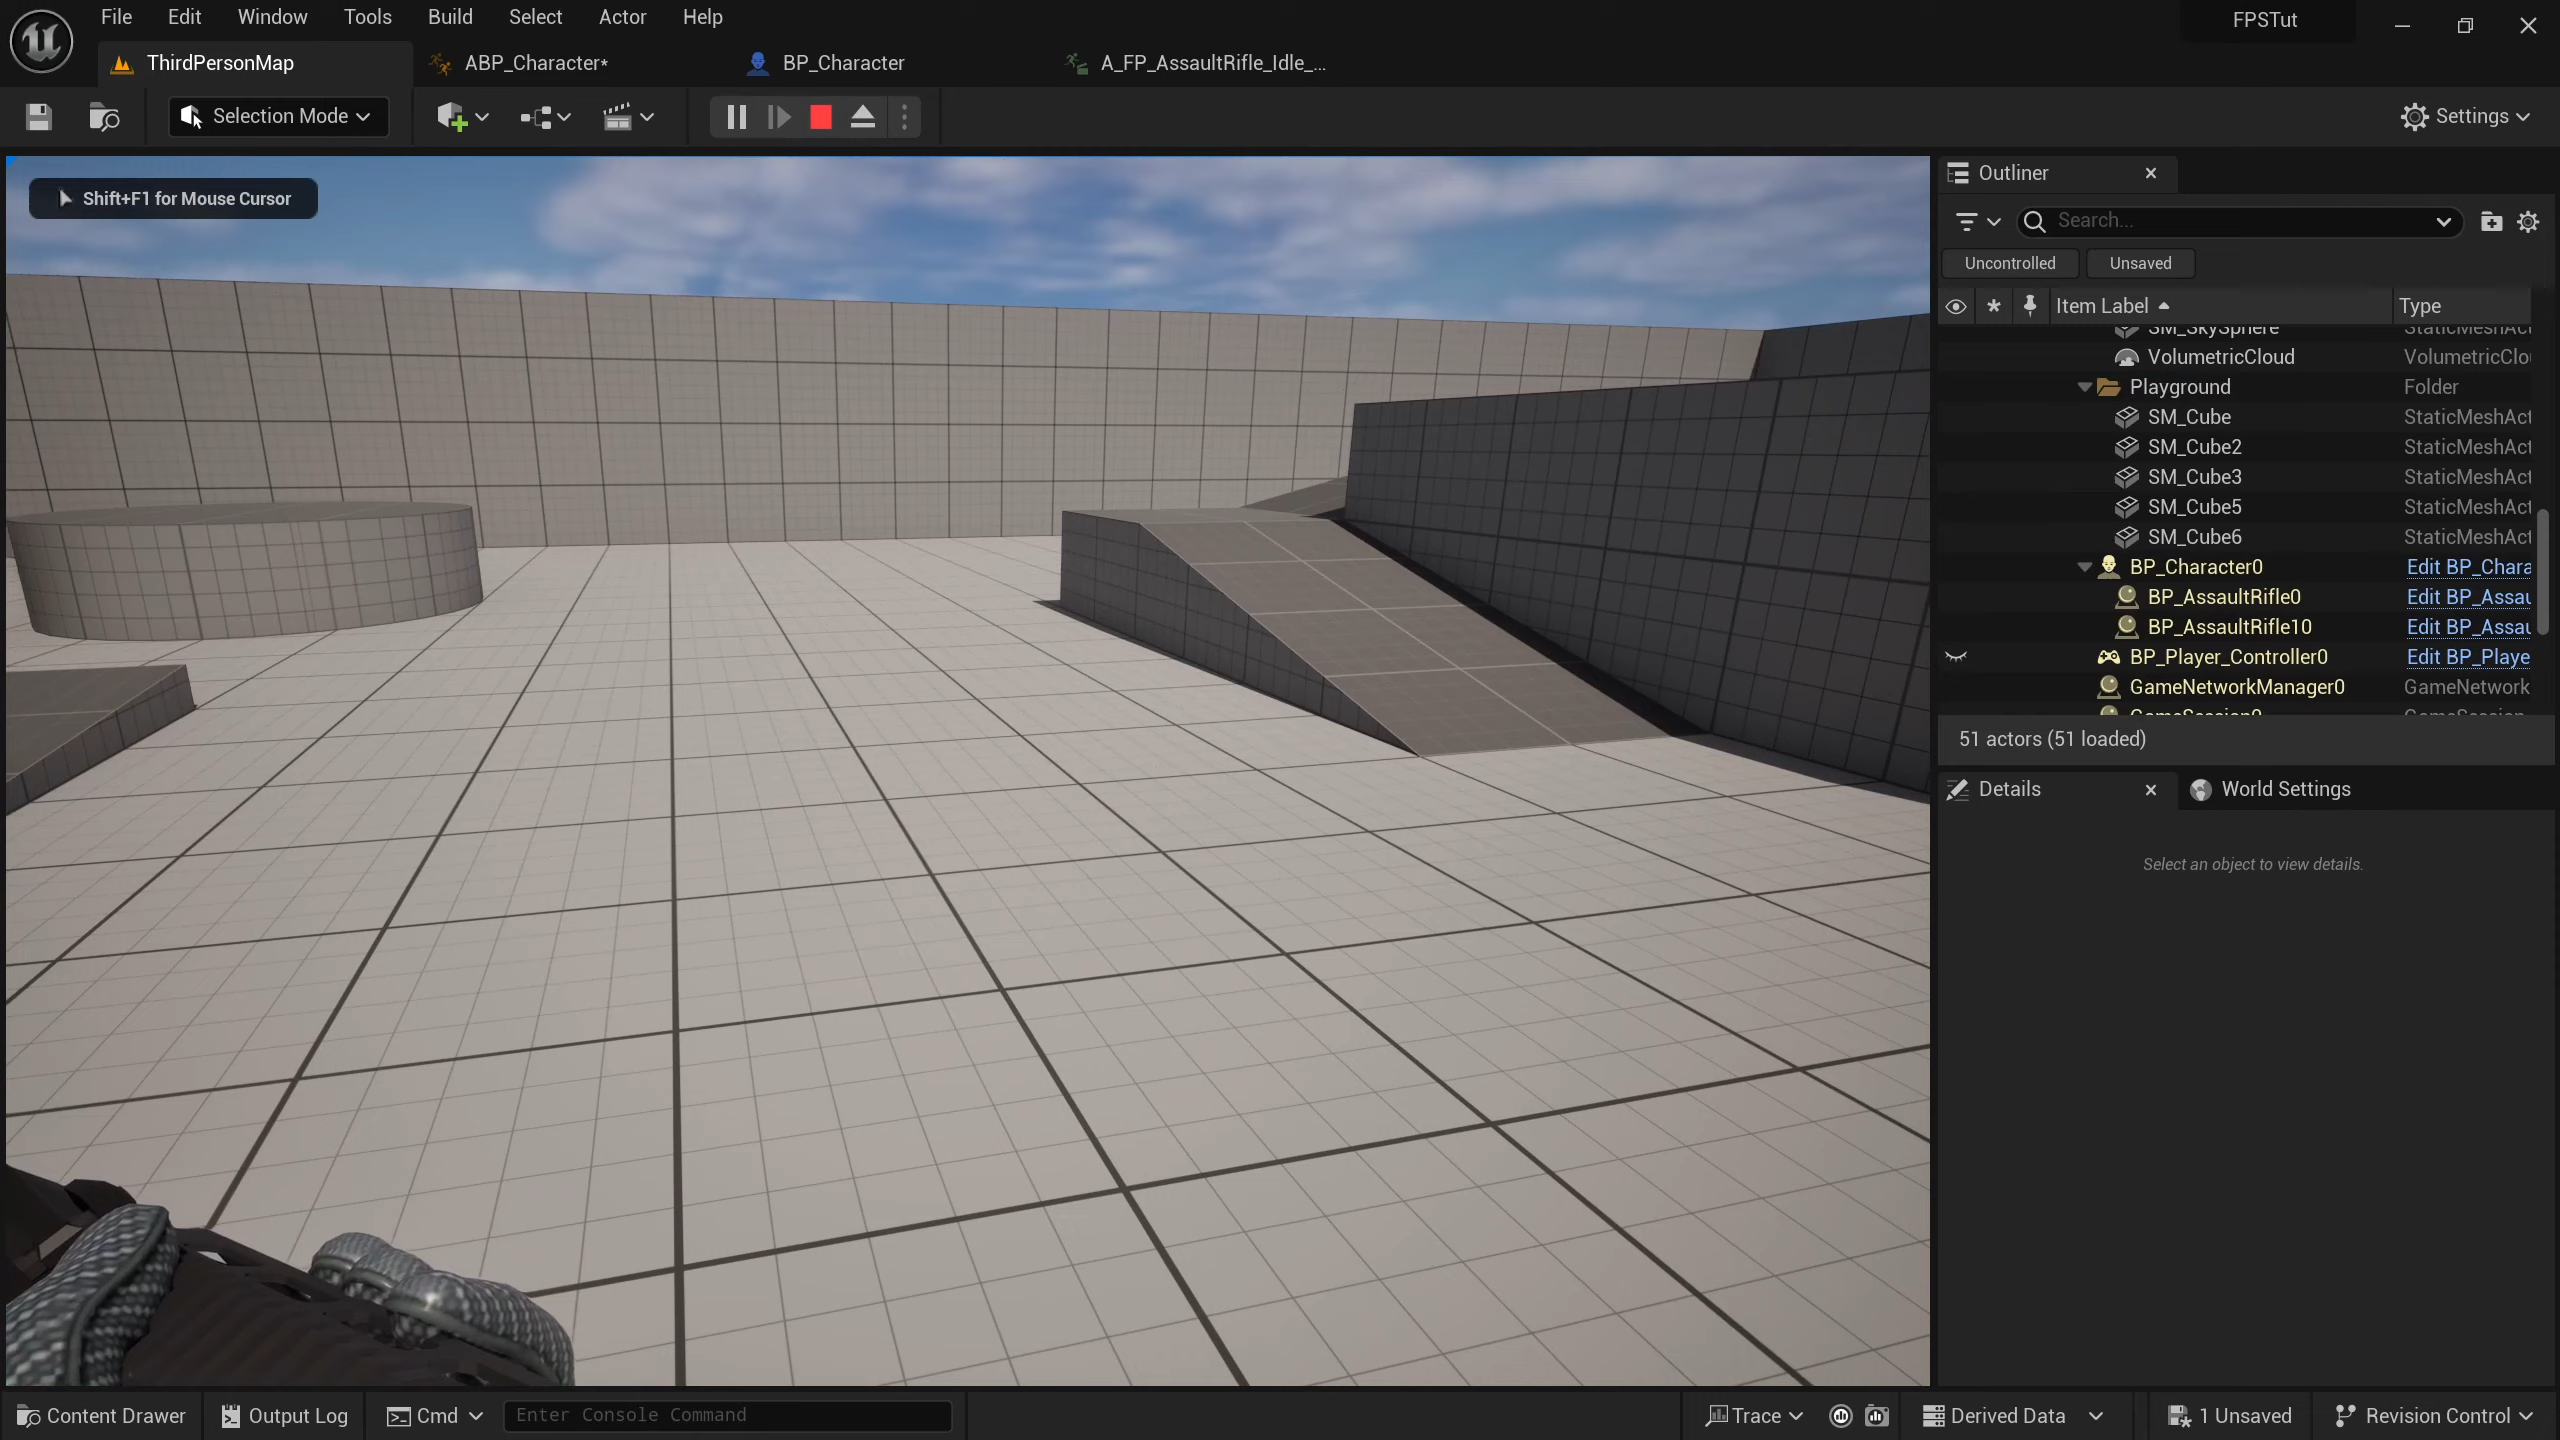 File Edit Window Tools Build Select Actor Help
FPSTut
ThirdPersonMap
ABP_Character*
BP_Character
A_FP_AssaultRifle_Idle_...
Selection Mode
Settings
Shift+F1 for Mouse Cursor
Outliner
Search...
Uncontrolled
Unsaved
Item Label
Type
SM_SkySphere
VolumetricCloud VolumetricClo
Playground Folder
SM_Cube StaticMeshAct
SM_Cube2 StaticMeshAct
SM_Cube3 StaticMeshAct
SM_Cube5 StaticMeshAct
SM_Cube6 StaticMeshAct
BP_Character0 Edit BP_Chara
BP_AssaultRifle0 Edit BP_Assau
BP_AssaultRifle10 Edit BP_Assau
BP_Player_Controller0 Edit BP_Playe
GameNetworkManager0 GameNetwork
51 actors (51 loaded)
Details
World Settings
Select an object to view details.
Content Drawer
Output Log
Cmd
Enter Console Command
Trace
Derived Data
1 Unsaved
Revision Control